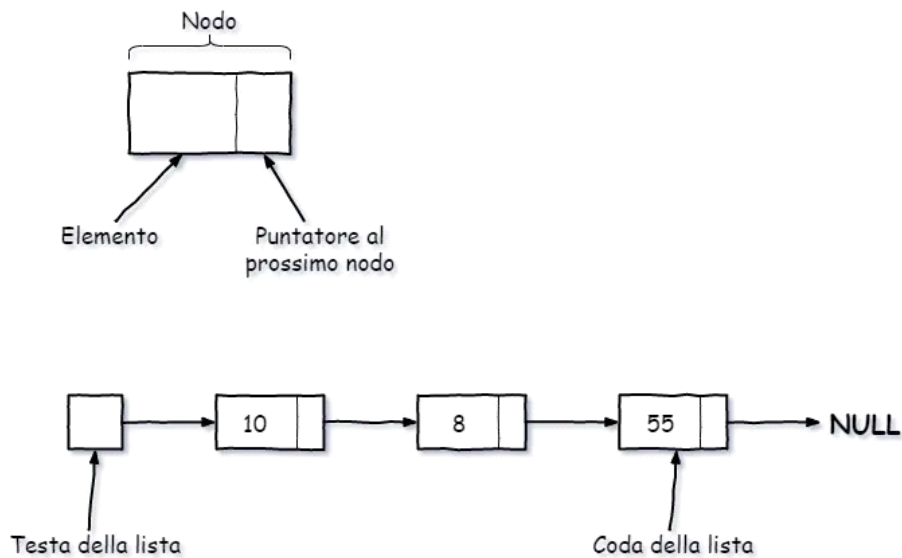 Nodo
Elemento
Puntatore al
prossimo nodo
10
8
55
NULL
Testa della lista
Coda della lista